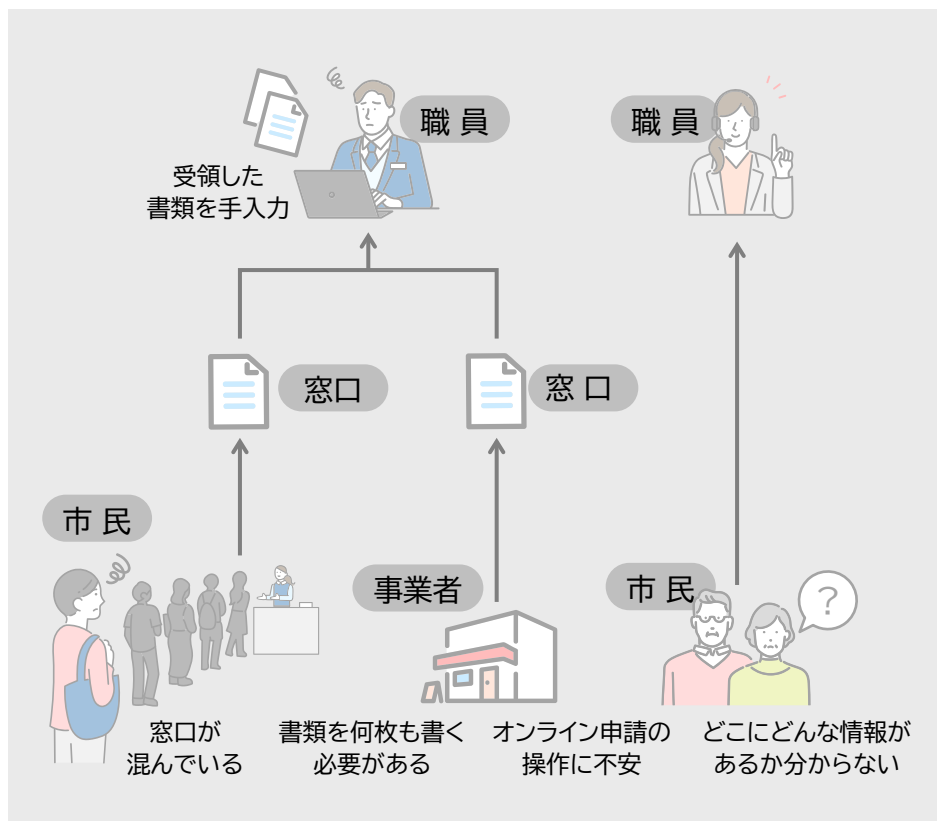 職 員
職 員
受領した
書類を手入力
窓口
窓 口
市 民
事業者
市 民
?
窓口が
混んでいる
書類を何枚も書く
必要がある
オンライン申請の
操作に不安
どこにどんな情報が
あるか分からない